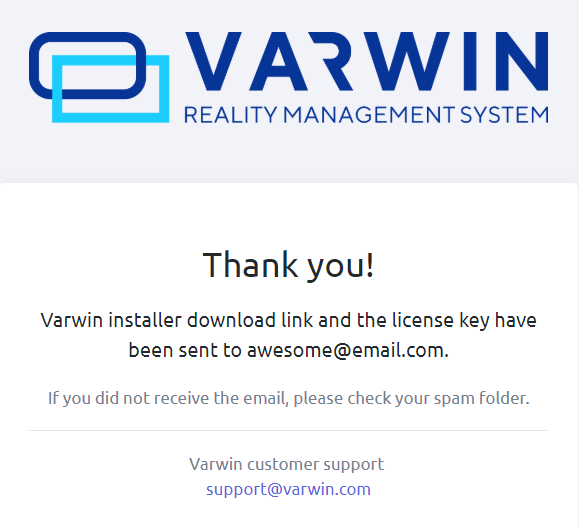 VARWIN
REALITY MANAGEMENT SYSTEM
Thank you!
Varwin installer download link and the license key have
been sent to awesome@email.com.
If you did not receive the email, please check your spam folder.
Varwin customer support
support@varwin.com